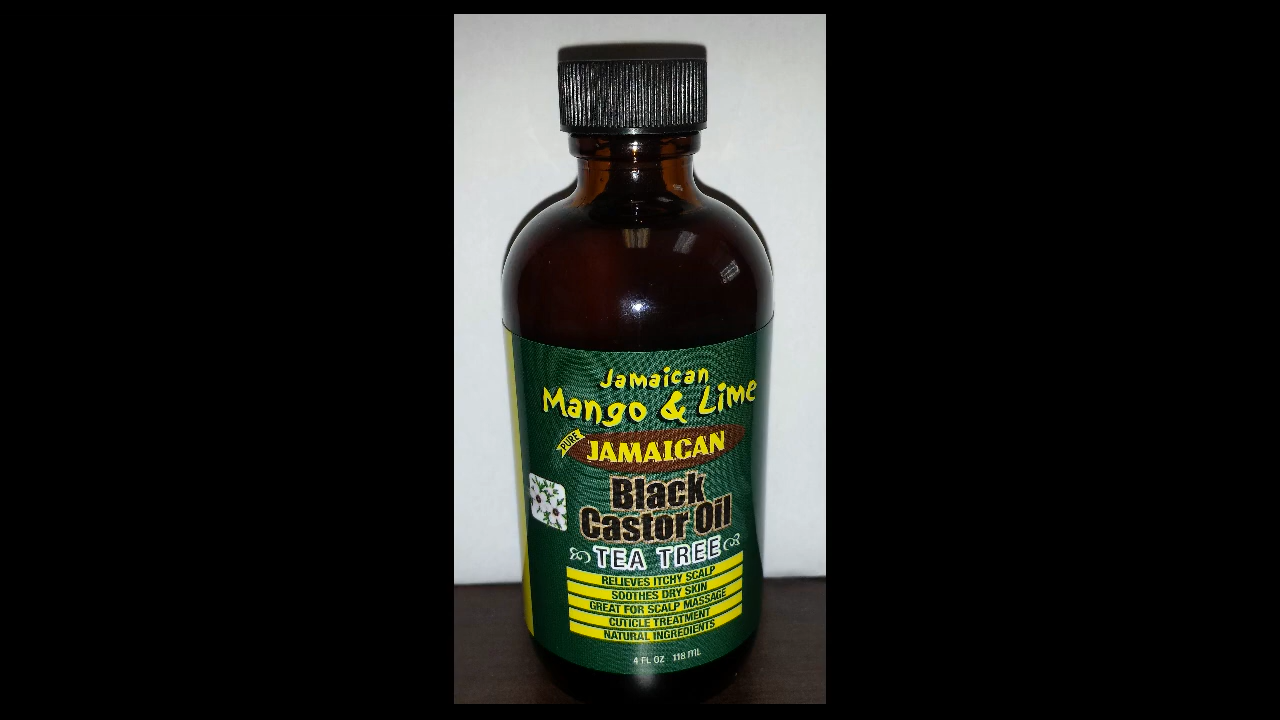 Jamaican
Mango & Lime
PURE
JAMAICAN
Black
Castor Oil
TEA TREE
RELIEVES ITCHY SCALP
SOOTHES DRY SKIN
GREAT FOR SCALP MASSAGE
CUTICLE TREATMENT
NATURAL INGREDIENTS
4 FL OZ 118 mL